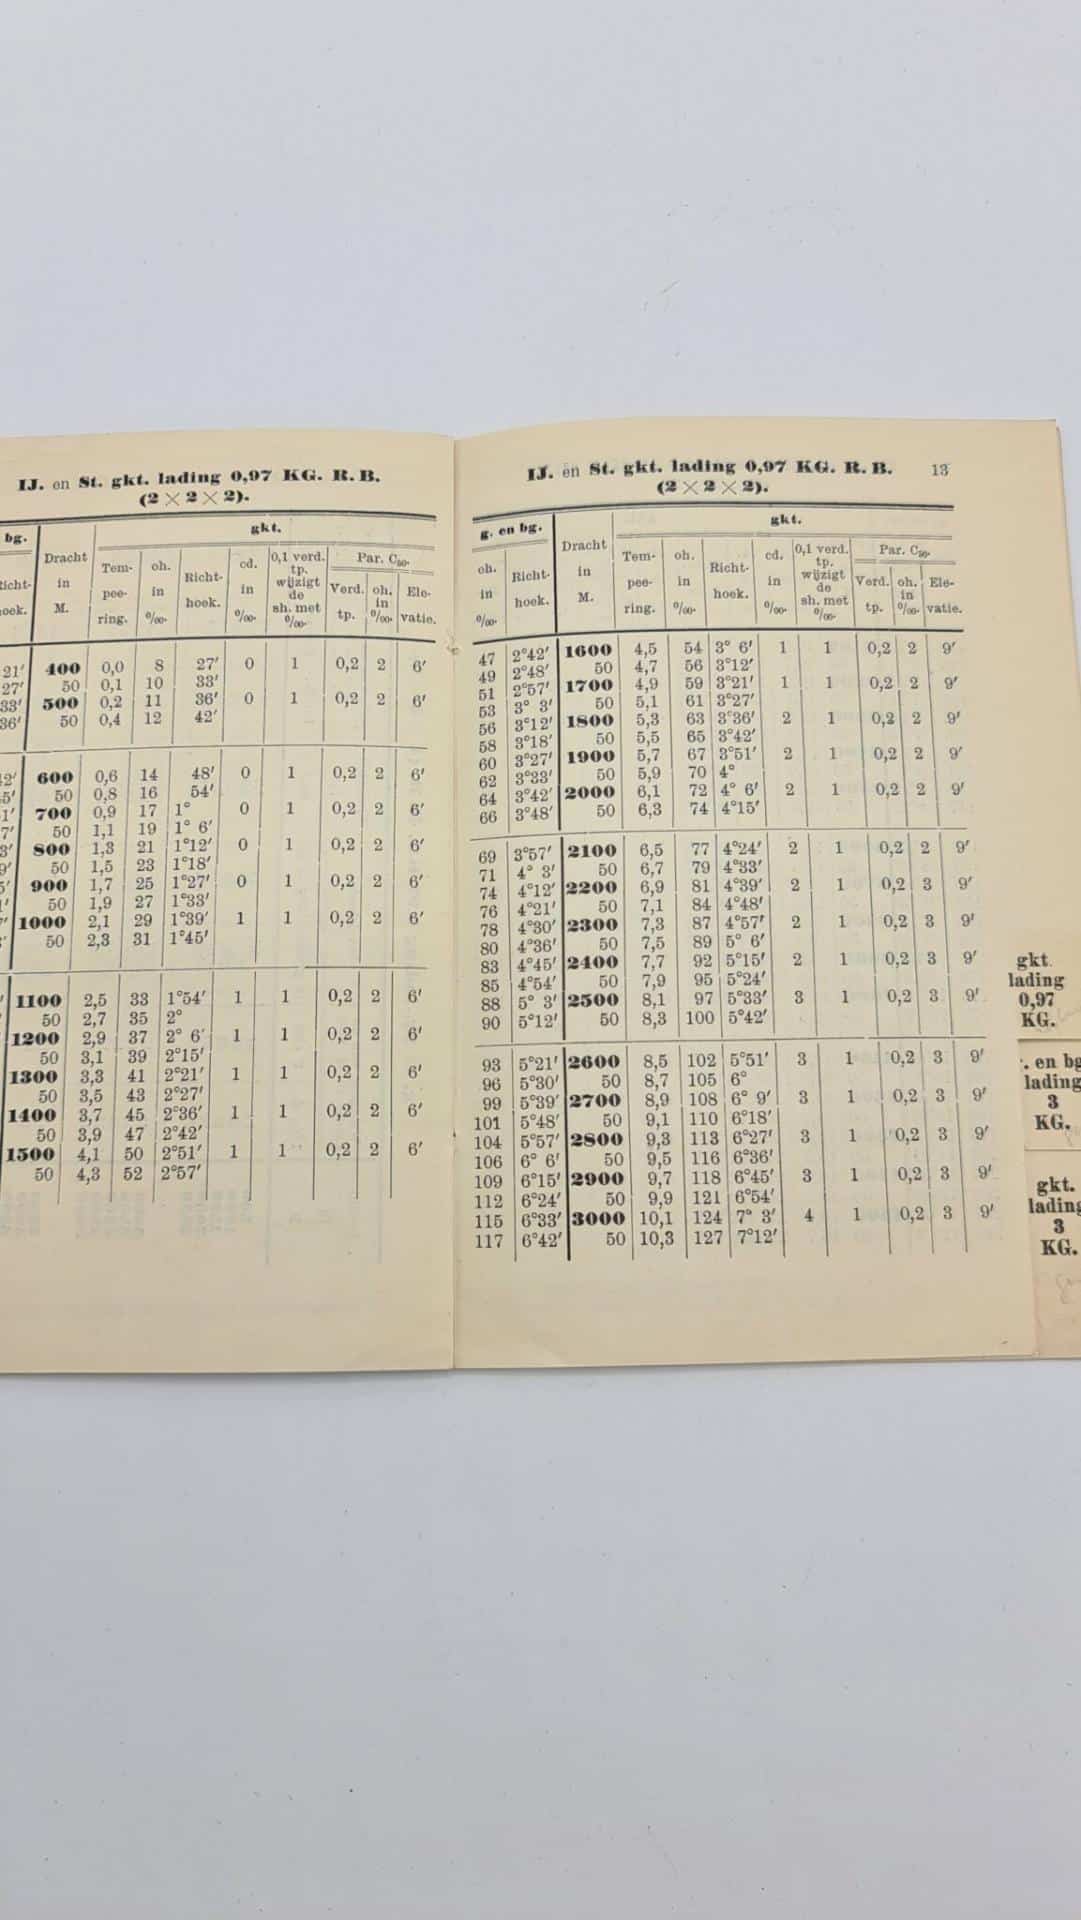 IJ. en St. gkt. lading 0,97 KG. R. B.
(2 × 2 × 2).
bg. Dracht in M. gkt.
Richt-hoek. Tem-pee-ring. oh. in ‰. Richt-hoek. cd. in ‰. 0,1 verd. tp. wijzigt de sh. met ‰. Par. C50.
Verd. tp. oh. in ‰. Ele-vatie.
21′ 400 0,0 8 27′ 0 1 0,2 2 6′
27′ 50 0,1 10 33′
33′ 500 0,2 11 36′ 0 1 0,2 2 6′
36′ 50 0,4 12 42′
2′ 600 0,6 14 48′ 0 1 0,2 2 6′
5′ 50 0,8 16 54′
1′ 700 0,9 17 1° 0 1 0,2 2 6′
7′ 50 1,1 19 1° 6′
3′ 800 1,3 21 1°12′ 0 1 0,2 2 6′
9′ 50 1,5 23 1°18′
5′ 900 1,7 25 1°27′ 0 1 0,2 2 6′
50 1,9 27 1°33′
1000 2,1 29 1°39′ 1 1 0,2 2 6′
50 2,3 31 1°45′
1100 2,5 33 1°54′ 1 1 0,2 2 6′
50 2,7 35 2°
1200 2,9 37 2° 6′ 1 1 0,2 2 6′
50 3,1 39 2°15′
1300 3,3 41 2°21′ 1 1 0,2 2 6′
50 3,5 43 2°27′
1400 3,7 45 2°36′ 1 1 0,2 2 6′
50 3,9 47 2°42′
1500 4,1 50 2°51′ 1 1 0,2 2 6′
50 4,3 52 2°57′
IJ. en St. gkt. lading 0,97 KG. R. B. 13
(2 × 2 × 2).
g. en bg. Dracht in M. gkt.
oh. in ‰. Richt-hoek. Tem-pee-ring. oh. in ‰. Richt-hoek. cd. in ‰. 0,1 verd. tp. wijzigt de sh. met ‰. Par. C50.
Verd. tp. oh. in ‰. Ele-vatie.
47 2°42′ 1600 4,5 54 3° 6′ 1 1 0,2 2 9′
49 2°48′ 50 4,7 56 3°12′
51 2°57′ 1700 4,9 59 3°21′ 1 1 0,2 2 9′
53 3° 3′ 50 5,1 61 3°27′
56 3°12′ 1800 5,3 63 3°36′ 2 1 0,2 2 9′
58 3°18′ 50 5,5 65 3°42′
60 3°27′ 1900 5,7 67 3°51′ 2 1 0,2 2 9′
62 3°33′ 50 5,9 70 4°
64 3°42′ 2000 6,1 72 4° 6′ 2 1 0,2 2 9′
66 3°48′ 50 6,3 74 4°15′
69 3°57′ 2100 6,5 77 4°24′ 2 1 0,2 2 9′
71 4° 3′ 50 6,7 79 4°33′
74 4°12′ 2200 6,9 81 4°39′ 2 1 0,2 3 9′
76 4°21′ 50 7,1 84 4°48′
78 4°30′ 2300 7,3 87 4°57′ 2 1 0,2 3 9′
80 4°36′ 50 7,5 89 5° 6′
83 4°45′ 2400 7,7 92 5°15′ 2 1 0,2 3 9′
85 4°54′ 50 7,9 95 5°24′
88 5° 3′ 2500 8,1 97 5°33′ 3 1 0,2 3 9′
90 5°12′ 50 8,3 100 5°42′
93 5°21′ 2600 8,5 102 5°51′ 3 1 0,2 3 9′
96 5°30′ 50 8,7 105 6°
99 5°39′ 2700 8,9 108 6° 9′ 3 1 0,2 3 9′
101 5°48′ 50 9,1 110 6°18′
104 5°57′ 2800 9,3 113 6°27′ 3 1 0,2 3 9′
106 6° 6′ 50 9,5 116 6°36′
109 6°15′ 2900 9,7 118 6°45′ 3 1 0,2 3 9′
112 6°24′ 50 9,9 121 6°54′
115 6°33′ 3000 10,1 124 7° 3′ 4 1 0,2 3 9′
117 6°42′ 50 10,3 127 7°12′
gkt.
lading
0,97
KG.
. en bg
lading
3
KG.
gkt.
lading
3
KG.